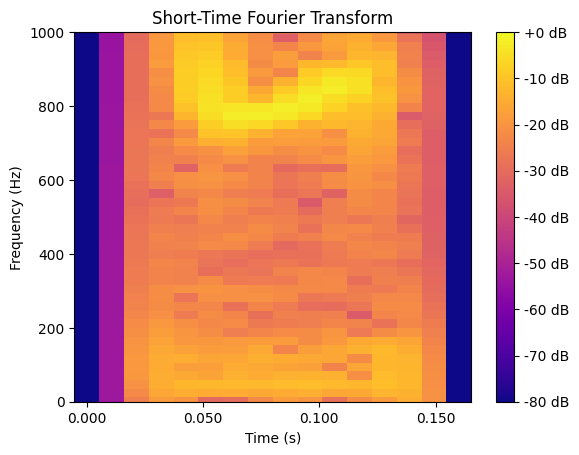 Short-Time Fourier Transform
1000
800
600
400
200
0
Frequency (Hz)
0.000
0.050
0.100
0.150
Time (s)
+0 dB
-10 dB
-20 dB
-30 dB
-40 dB
-50 dB
-60 dB
-70 dB
-80 dB